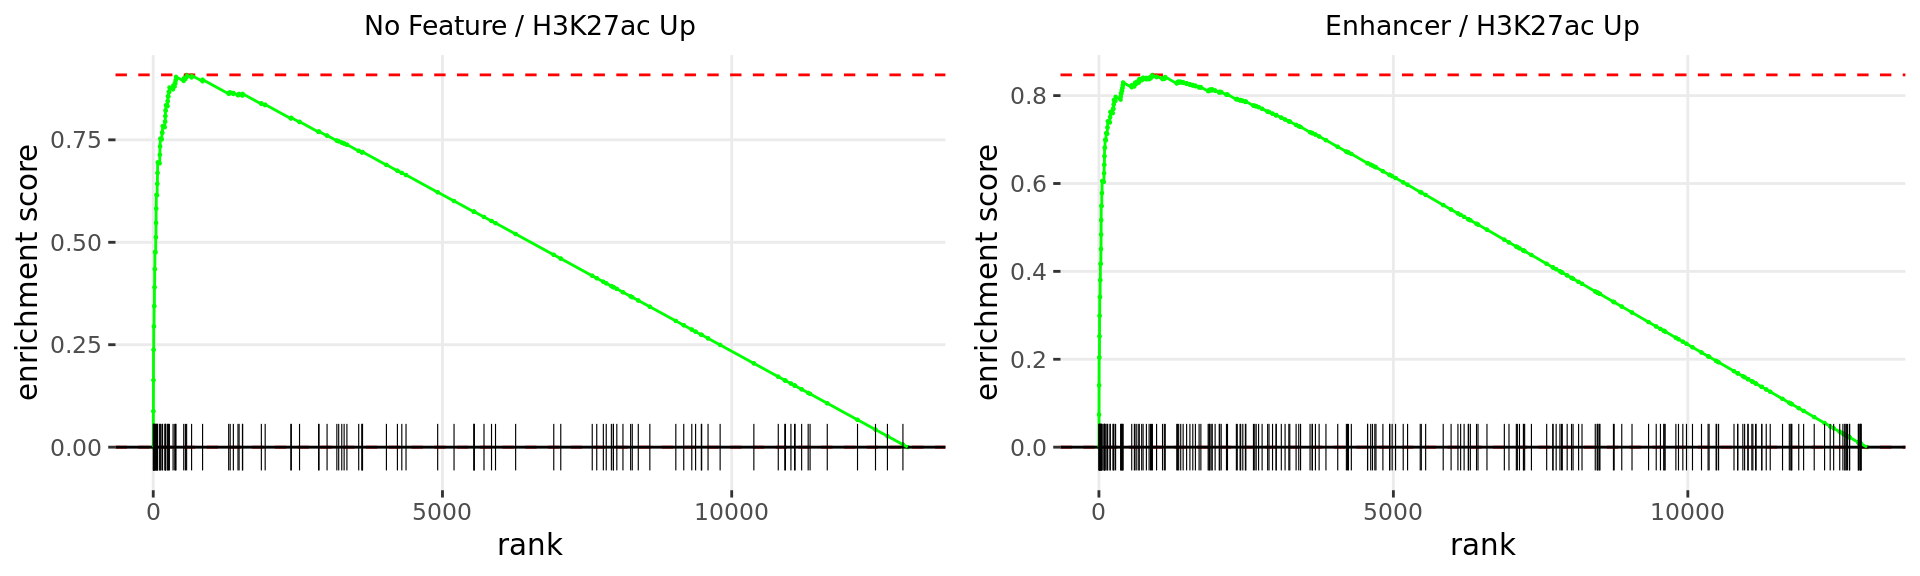 No Feature / H3K27ac Up
enrichment score
0.75
0.50
0.25
0.00
0
5000
10000
rank
Enhancer / H3K27ac Up
enrichment score
0.8
0.6
0.4
0.2
0.0
0
5000
10000
rank